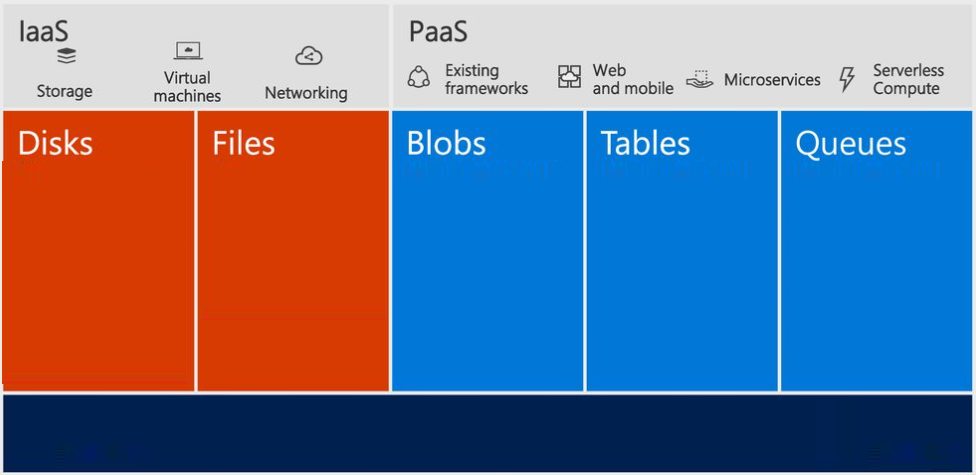 IaaS
Storage
Virtual
machines
Networking
PaaS
Existing
frameworks
Web
and mobile
Microservices
Serverless
Compute
Disks
Files
Blobs
Tables
Queues